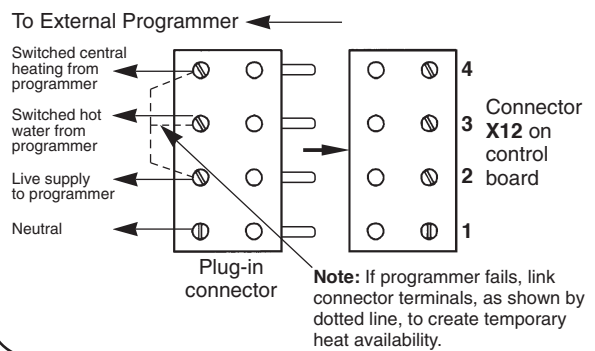 To External Programmer
Switched central
heating from
programmer
Switched hot
water from
programmer
Live supply
to programmer
Neutral
Plug-in
connector
4
3
2
1
Connector
X12 on
control
board
Note: If programmer fails, link
connector terminals, as shown by
dotted line, to create temporary
heat availability.